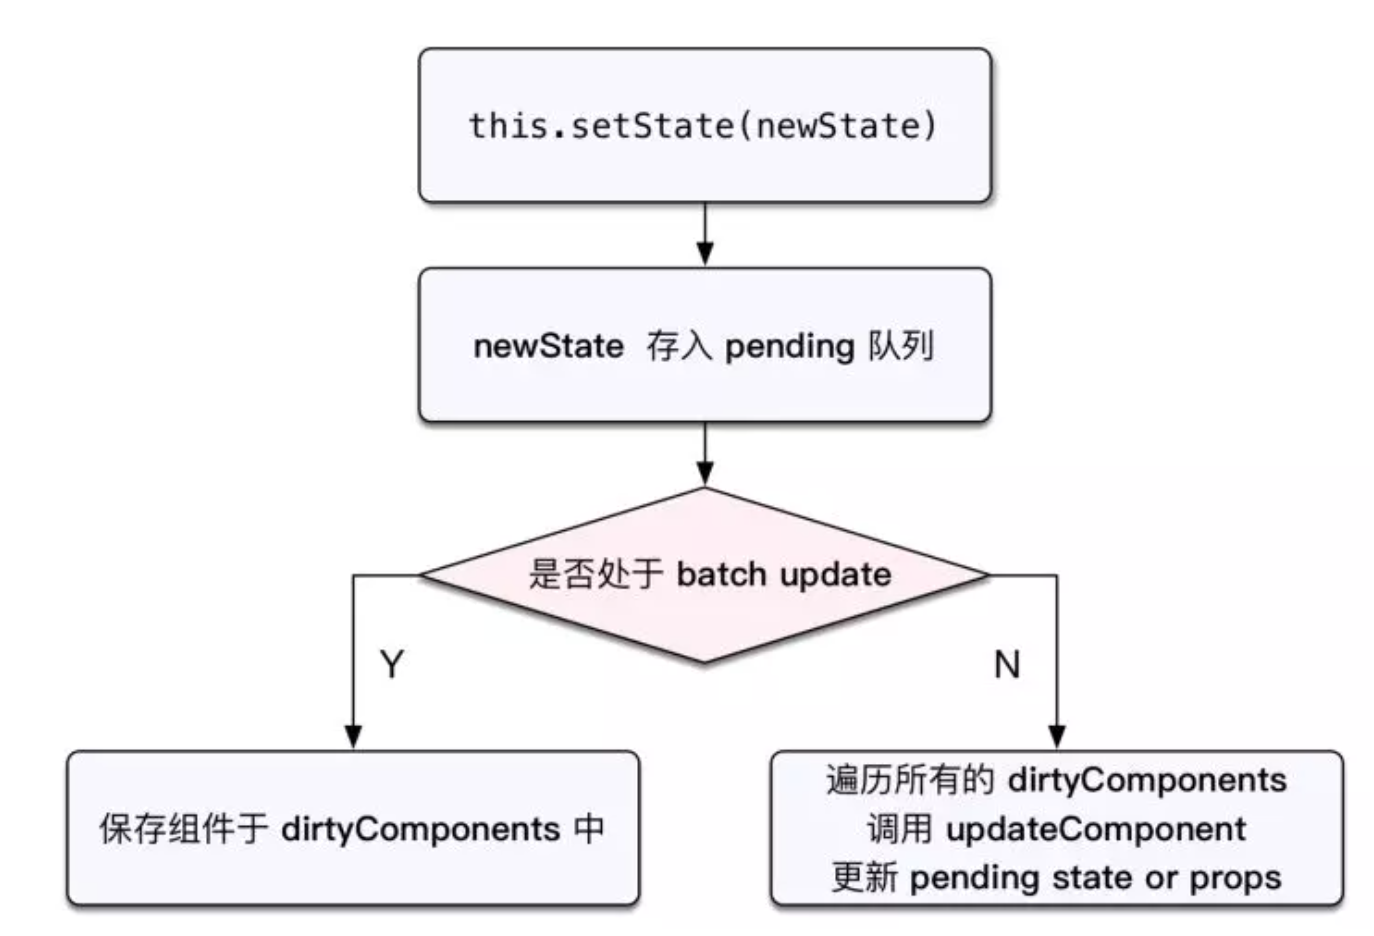 this.setState(newState)
newState 存入 pending 队列
是否处于 batch update
Y
N
保存组件于 dirtyComponents 中
遍历所有的 dirtyComponents
调用 updateComponent
更新 pending state or props